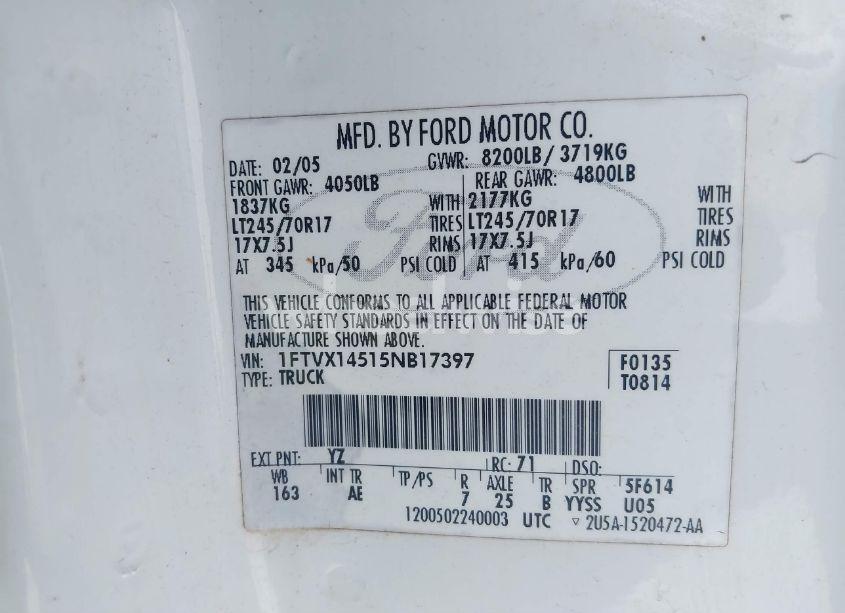 MFD. BY FORD MOTOR CO.
DATE: 02/05 GVWR: 8200LB/ 3719KG
FRONT GAWR: 4050LB REAR GAWR: 4800LB
1837KG WITH 2177KG WITH
LT245/70R17 TIRES LT245/70R17 TIRES
17X7.5J RIMS 17X7.5J RIMS
AT 345 kPa/50 PSI COLD AT 415 kPa/60 PSI COLD
Ford
THIS VEHICLE CONFORMS TO ALL APPLICABLE FEDERAL MOTOR
VEHICLE SAFETY STANDARDS IN EFFECT ON THE DATE OF
MANUFACTURE SHOWN ABOVE.
VIN: 1FTVX14515NB17397 F0135
TYPE: TRUCK T0814
EXT PNT: YZ RC: 71 DSO:
WB INT TR TP/PS R AXLE TR SPR 5F614
163 AE 7 25 B YYSS U05
1200502240003 UTC ▽ 2U5A-1520472-AA